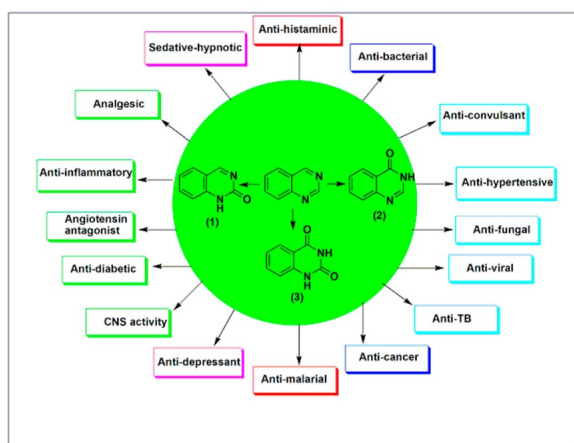 Anti-histaminic
Sedative-hypnotic
Anti-bacterial
Analgesic
Anti-convulsant
Anti-inflammatory
Anti-hypertensive
Angiotensin
antagonist
Anti-fungal
Anti-diabetic
Anti-viral
CNS activity
Anti-TB
Anti-depressant
Anti-cancer
Anti-malarial
N
N
H
O
(1)
N
N
O
NH
N
(2)
O
NH
N
H
O
(3)